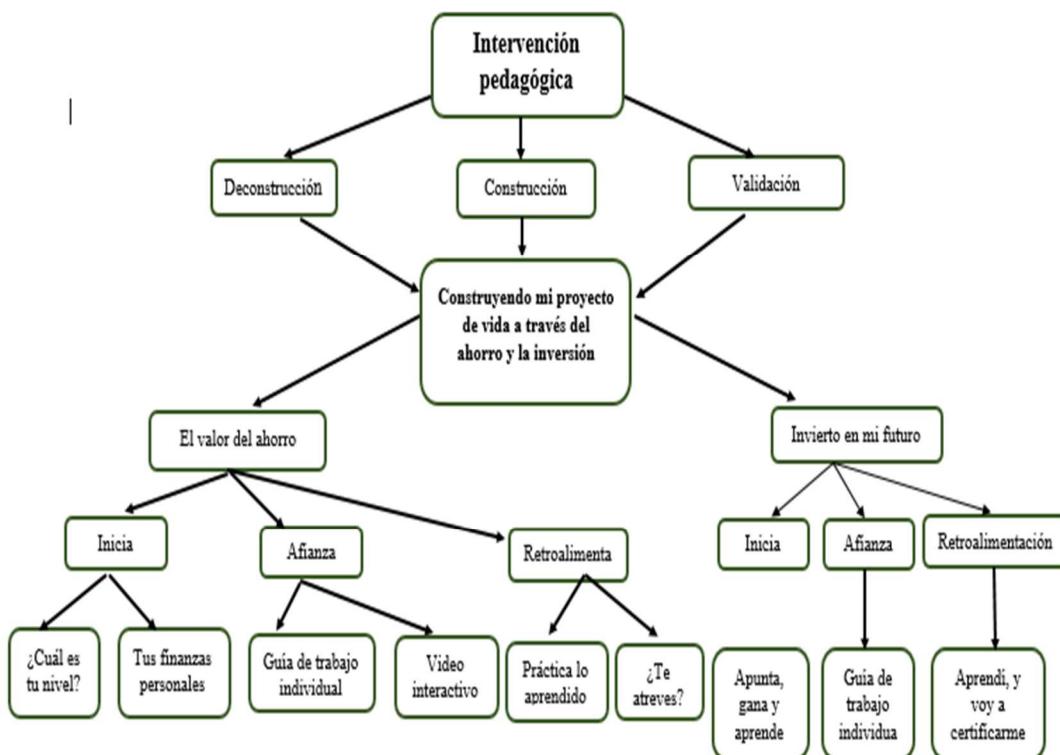 Intervención
pedagógica
Deconstrucción
Construcción
Validación
Construyendo mi proyecto
de vida a través del
ahorro y la inversión
El valor del ahorro
Invierto en mi futuro
Inicia
Afianza
Retroalimenta
Inicia
Afianza
Retroalimentación
¿Cuál es
tu nivel?
Tus finanzas
personales
Guía de trabajo
individual
Video
interactivo
Práctica lo
aprendido
¿Te
atreves?
Apunta,
gana y
aprende
Guía de
trabajo
individua
Aprendí, y
voy a
certificarme